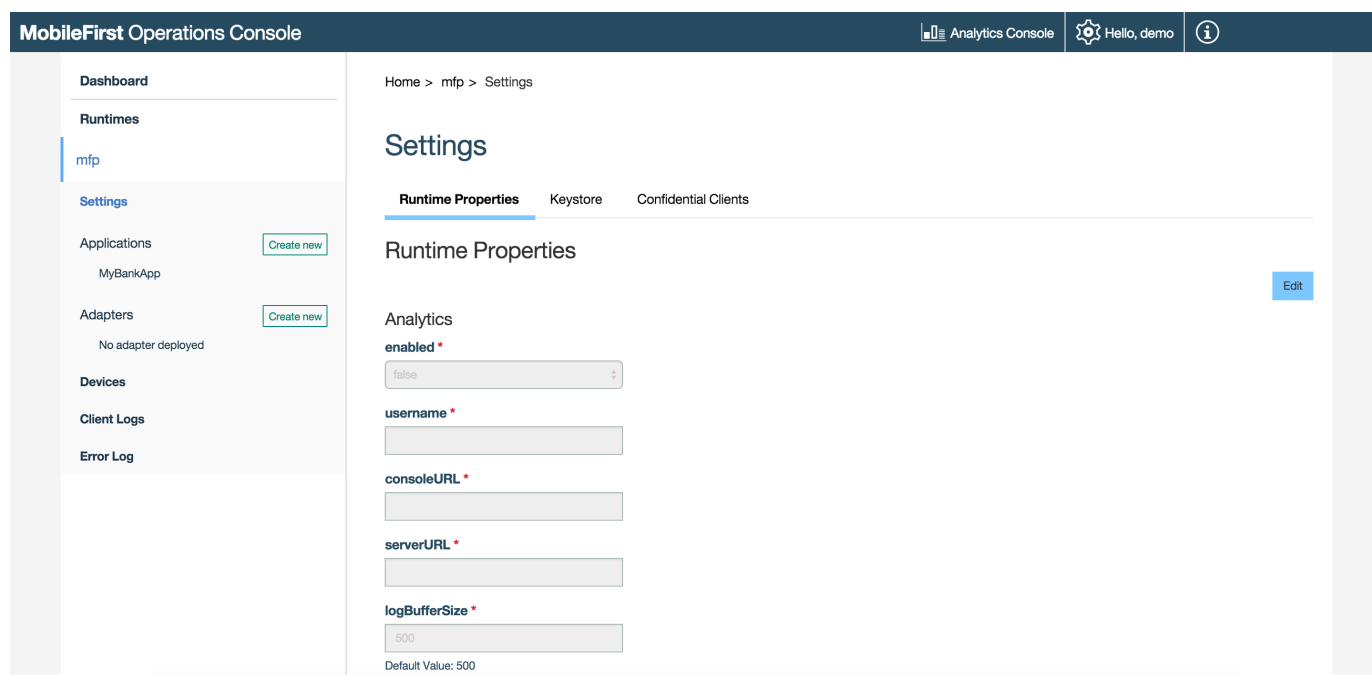 MobileFirst Operations Console
Analytics Console
Hello, demo
Dashboard
Runtimes
mfp
Settings
Applications
Create new
MyBankApp
Adapters
Create new
No adapter deployed
Devices
Client Logs
Error Log
Home > mfp > Settings
Settings
Runtime Properties Keystore Confidential Clients
Runtime Properties
Edit
Analytics
enabled *
false
username *
consoleURL *
serverURL *
logBufferSize *
500
Default Value: 500